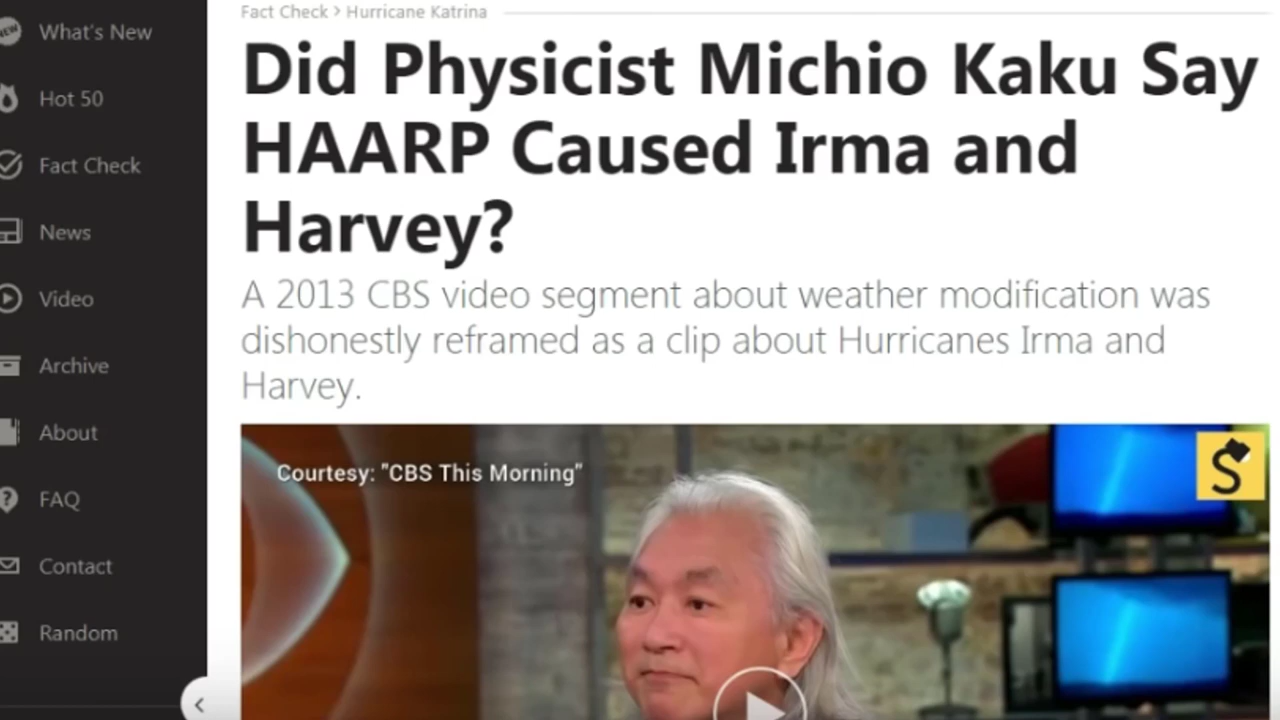 Fact Check > Hurricane Katrina
Did Physicist Michio Kaku Say
HAARP Caused Irma and
Harvey?
A 2013 CBS video segment about weather modification was
dishonestly reframed as a clip about Hurricanes Irma and
Harvey.
Courtesy: "CBS This Morning"
S
NEW
What's New
Hot 50
Fact Check
News
Video
Archive
About
FAQ
Contact
Random